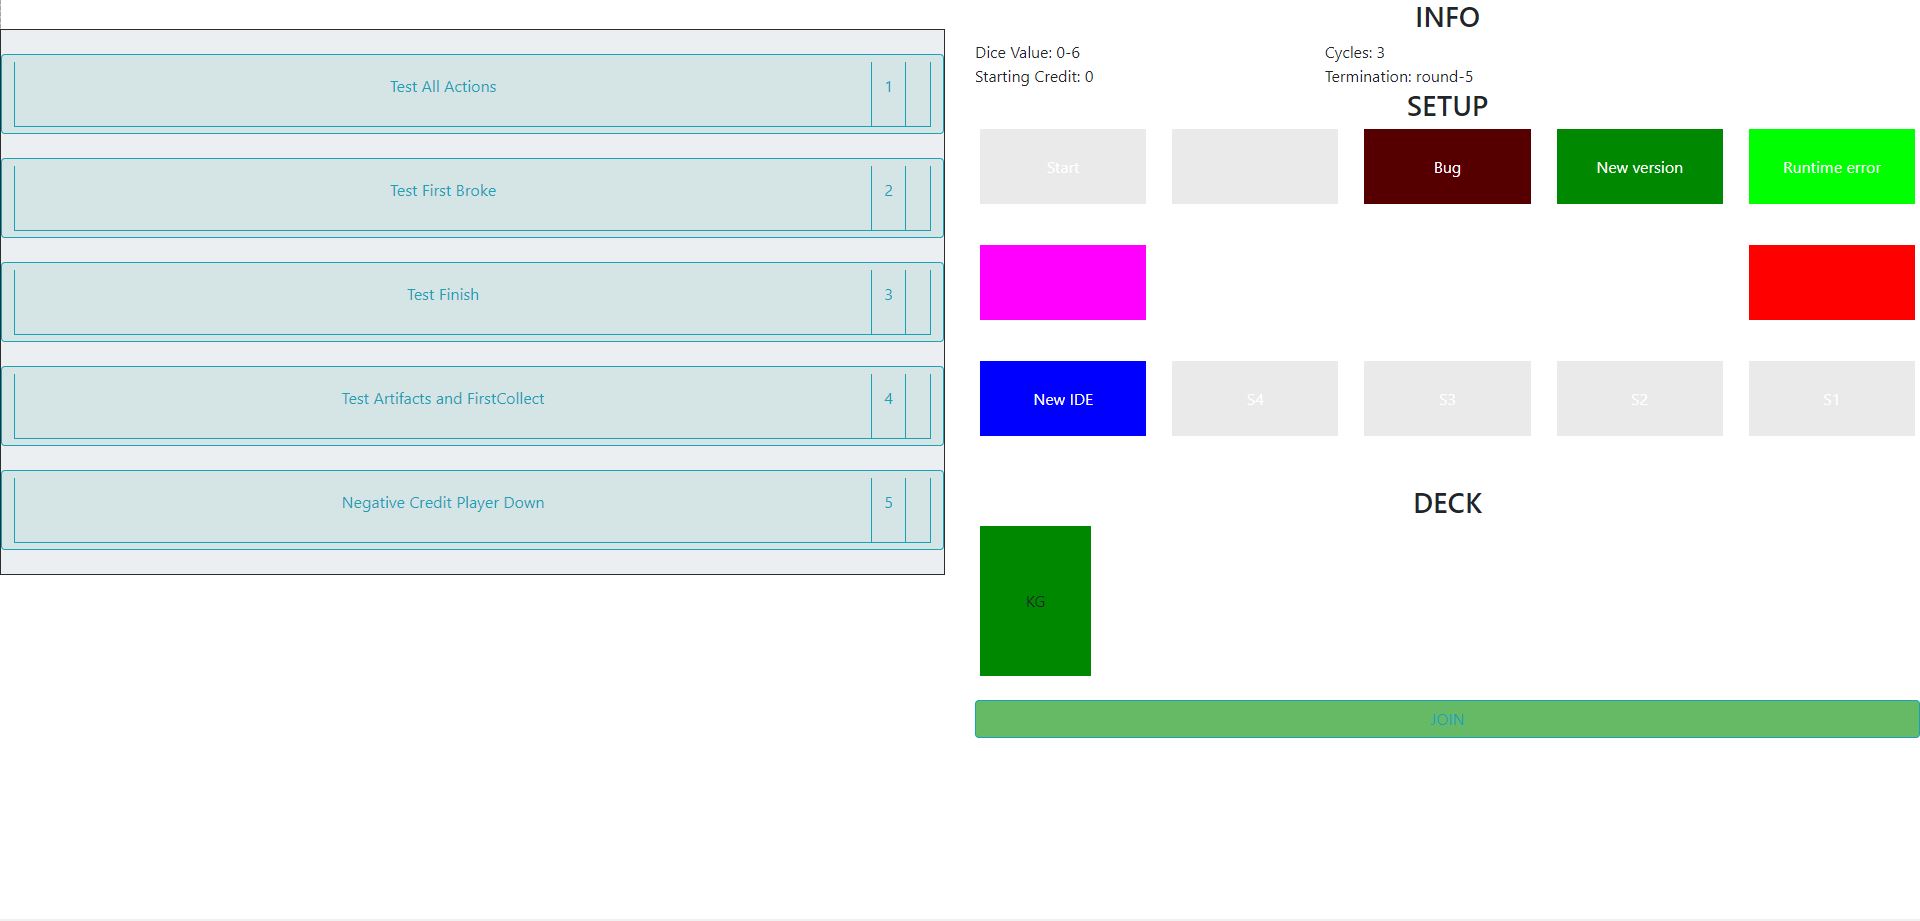 Test All Actions 1
Test First Broke 2
Test Finish 3
Test Artifacts and FirstCollect 4
Negative Credit Player Down 5
INFO
Dice Value: 0-6 Cycles: 3
Starting Credit: 0 Termination: round-5
SETUP
Start Bug New version Runtime error
New IDE S4 S3 S2 S1
DECK
KG
JOIN